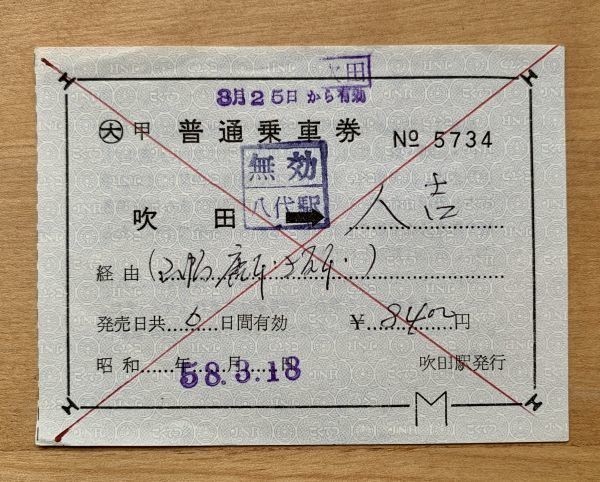 吹田
3月25日から有効
大 甲 普通乗車券 № 5734
無効
八代駅
吹田 → 人吉
経由(
発売日共 6 日間有効 ¥ 8400 円
昭和 年 月 日
58.3.18
吹田駅発行
M